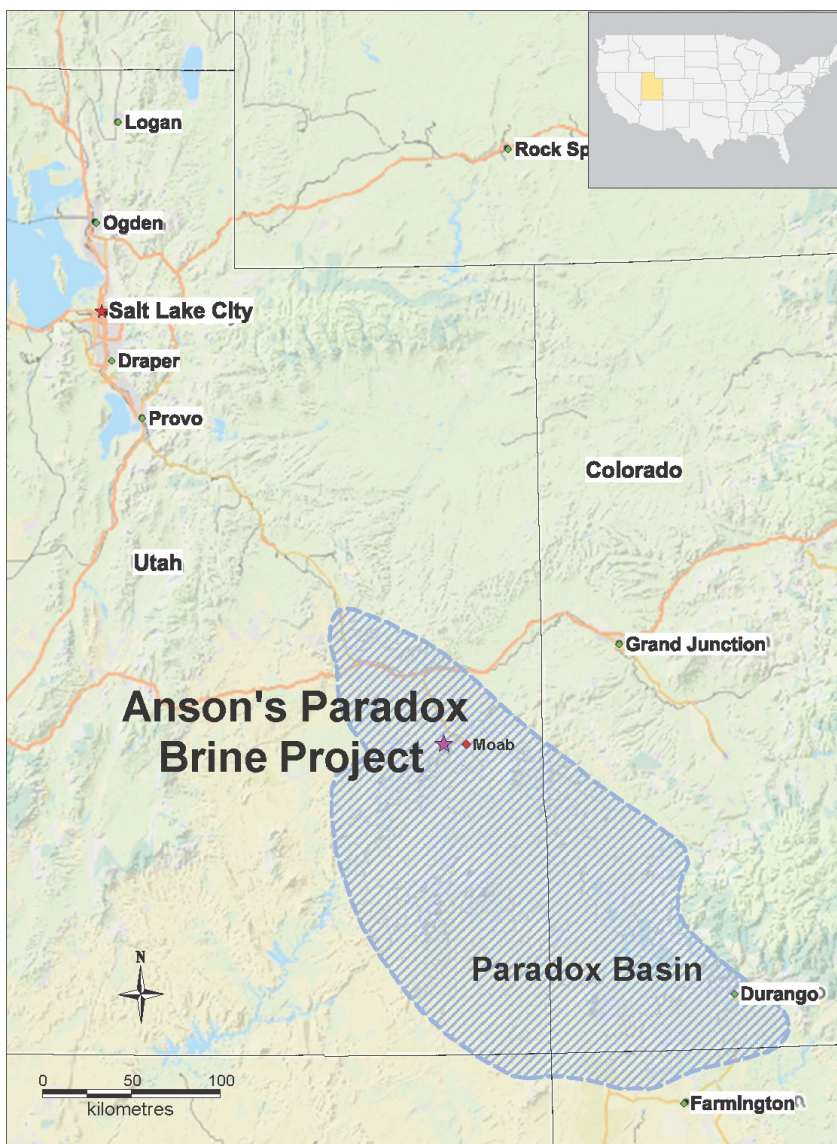 Logan
Rock Sp
Ogden
Salt Lake City
Draper
Provo
Colorado
Utah
Grand Junction
Anson's Paradox
Brine Project
Moab
Paradox Basin
N
Durango
0 50 100
kilometres
Farmington